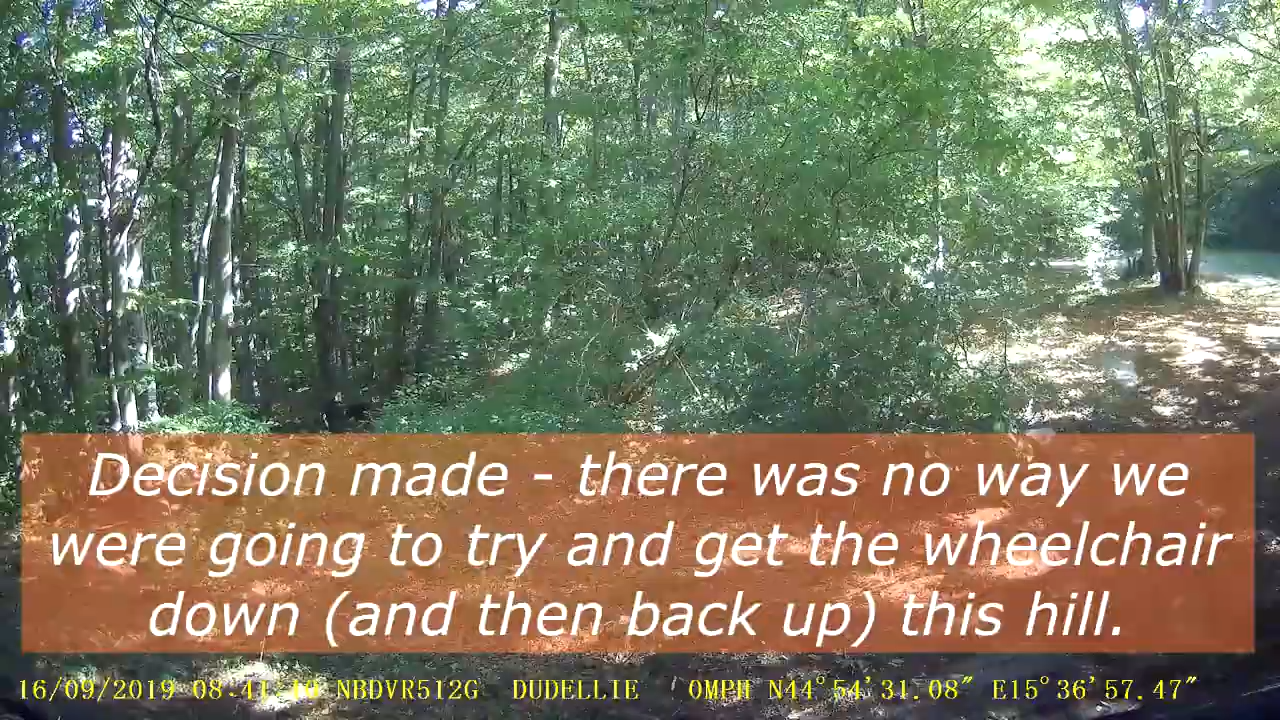 Decision made - there was no way we
were going to try and get the wheelchair
down (and then back up) this hill.
16/09/2019 08:41:10 NBDVR512G DUDELLIE 0MPH N44°54'31.08" E15°36'57.47"